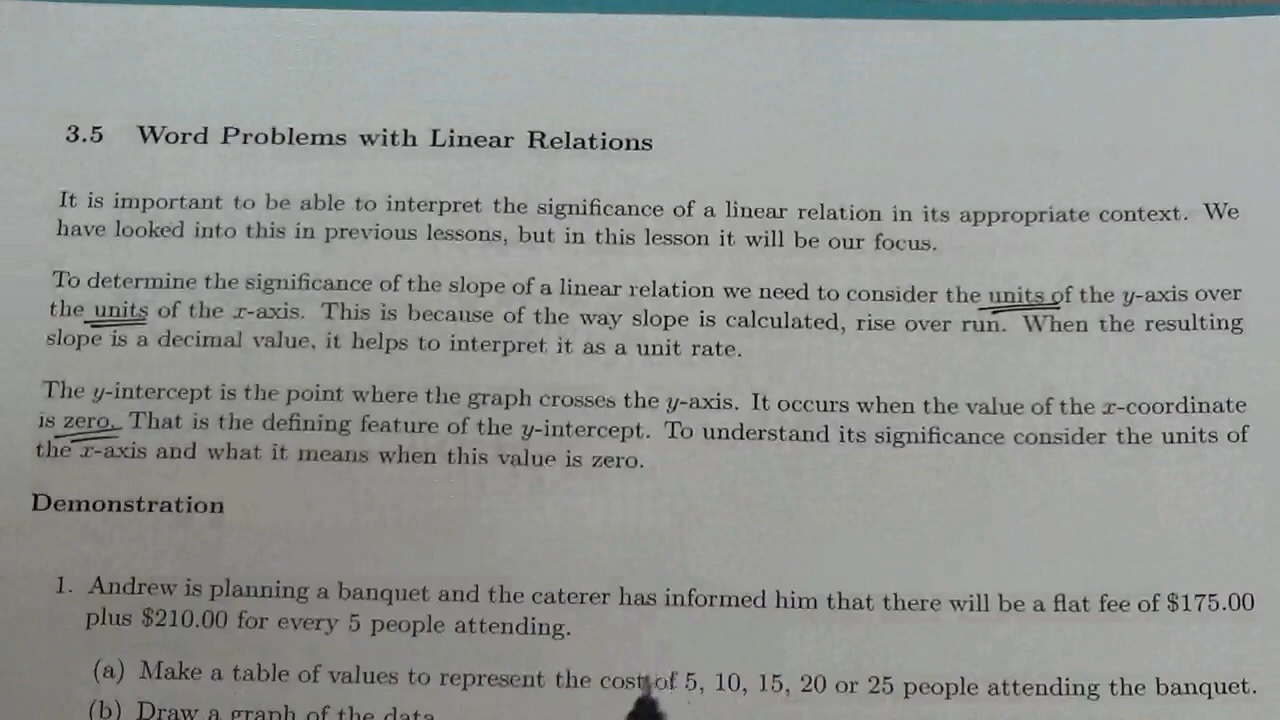 3.5 Word Problems with Linear Relations
It is important to be able to interpret the significance of a linear relation in its appropriate context. We
have looked into this in previous lessons, but in this lesson it will be our focus.
To determine the significance of the slope of a linear relation we need to consider the units of the y-axis over
the units of the x-axis. This is because of the way slope is calculated, rise over run. When the resulting
slope is a decimal value, it helps to interpret it as a unit rate.
The y-intercept is the point where the graph crosses the y-axis. It occurs when the value of the x-coordinate
is zero. That is the defining feature of the y-intercept. To understand its significance consider the units of
the x-axis and what it means when this value is zero.
Demonstration
1. Andrew is planning a banquet and the caterer has informed him that there will be a flat fee of $175.00
plus $210.00 for every 5 people attending.
(a) Make a table of values to represent the cost of 5, 10, 15, 20 or 25 people attending the banquet.
(b) Draw a graph of the data